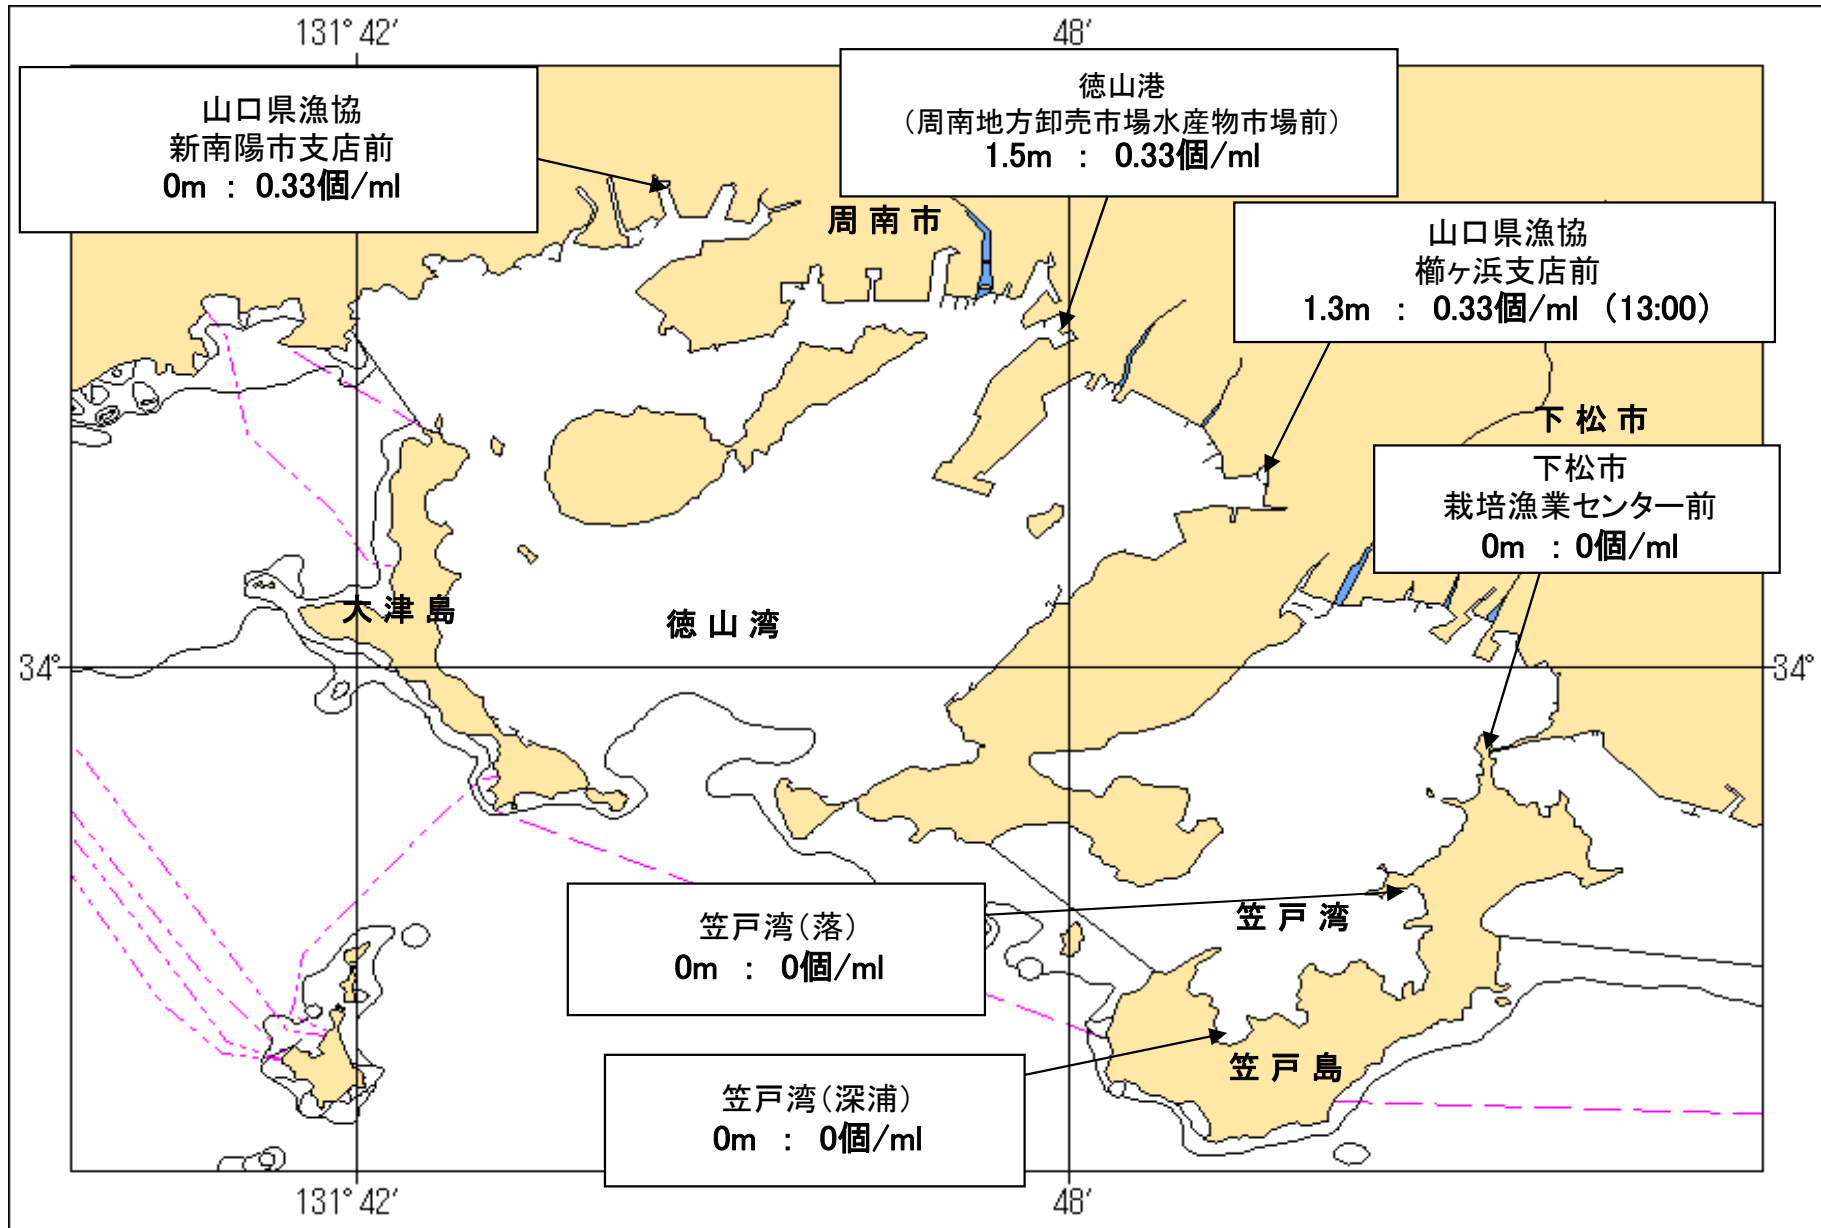 131° 42′
48′
山口県漁協
新南陽市支店前
0m ： 0.33個/ml
徳山港
（周南地方卸売市場水産物市場前）
1.5m ： 0.33個/ml
周南市
山口県漁協
櫛ヶ浜支店前
1.3m ： 0.33個/ml （13:00）
下松市
下松市
栽培漁業センター前
0m ：0個/ml
大津島
徳山湾
34°
34°
笠戸湾（落）
0m ： 0個/ml
笠戸湾
笠戸湾（深浦）
0m ： 0個/ml
笠戸島
131° 42′
48′